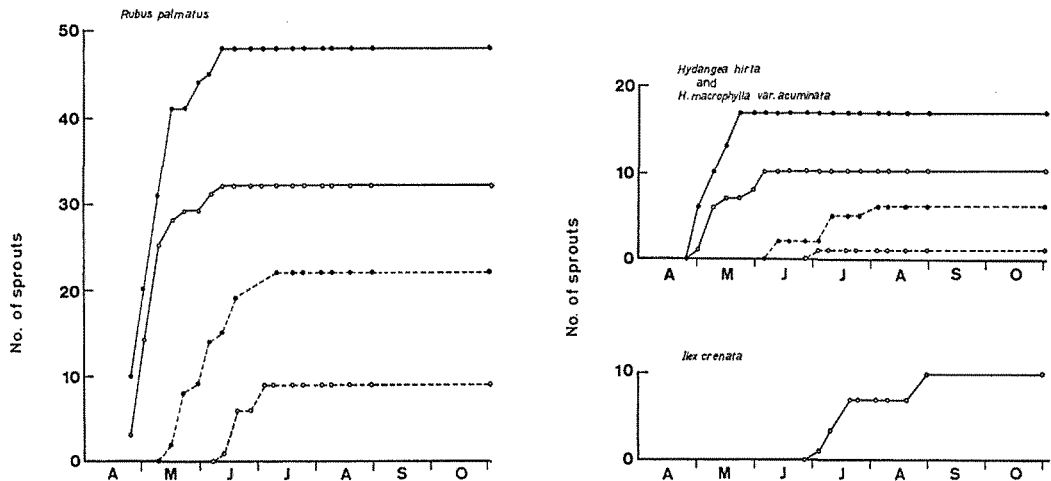 Rubus palmatus
50
40
30
20
10
0
No. of sprouts
A M J J A S O
Hydangea hirta
and
H. macrophylla var. acuminata
20
10
0
A M J J A S O
No. of sprouts
Ilex crenata
10
0
A M J J A S O